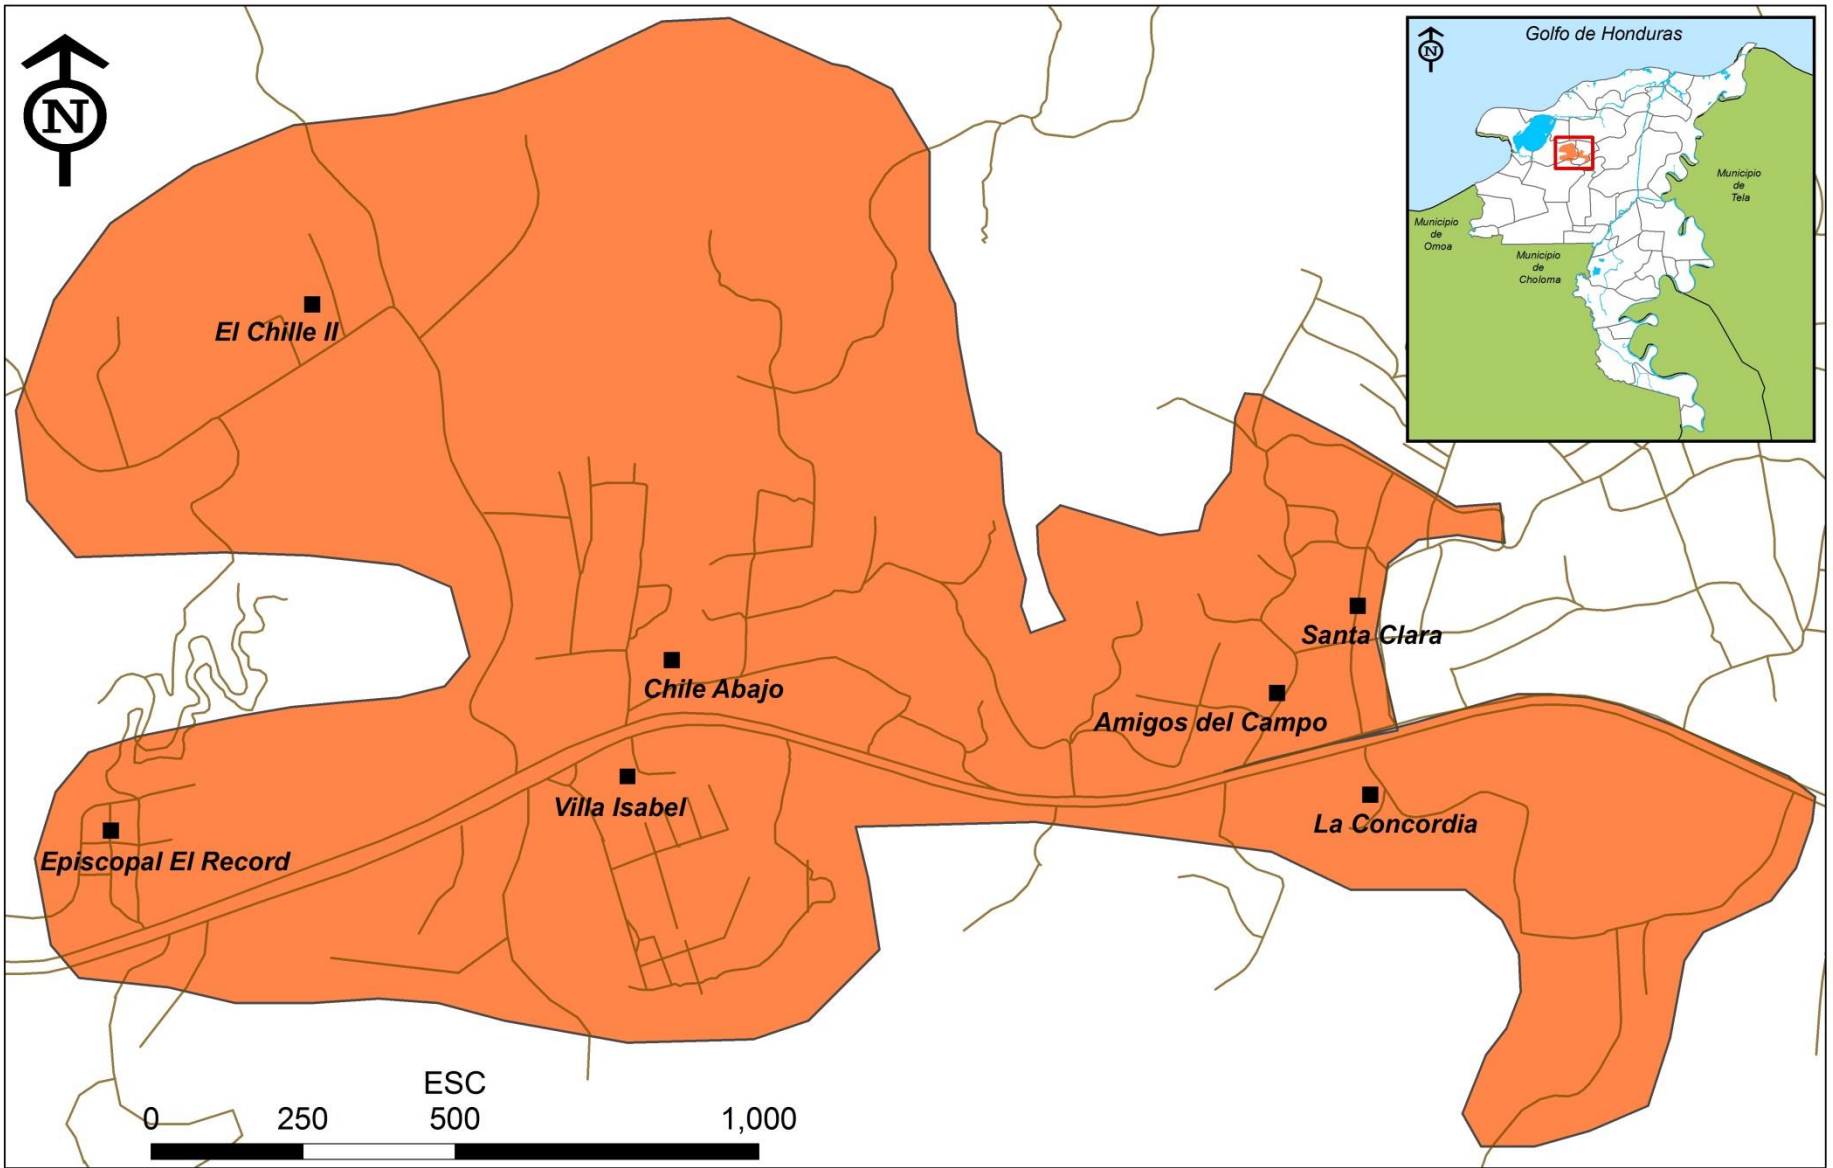 N
Golfo de Honduras
N
Municipio
de
Tela
Municipio
de
Omoa
Municipio
de
Choloma
El Chille II
Santa Clara
Chile Abajo
Amigos del Campo
Villa Isabel
La Concordia
Episcopal El Record
ESC
0 250 500 1,000